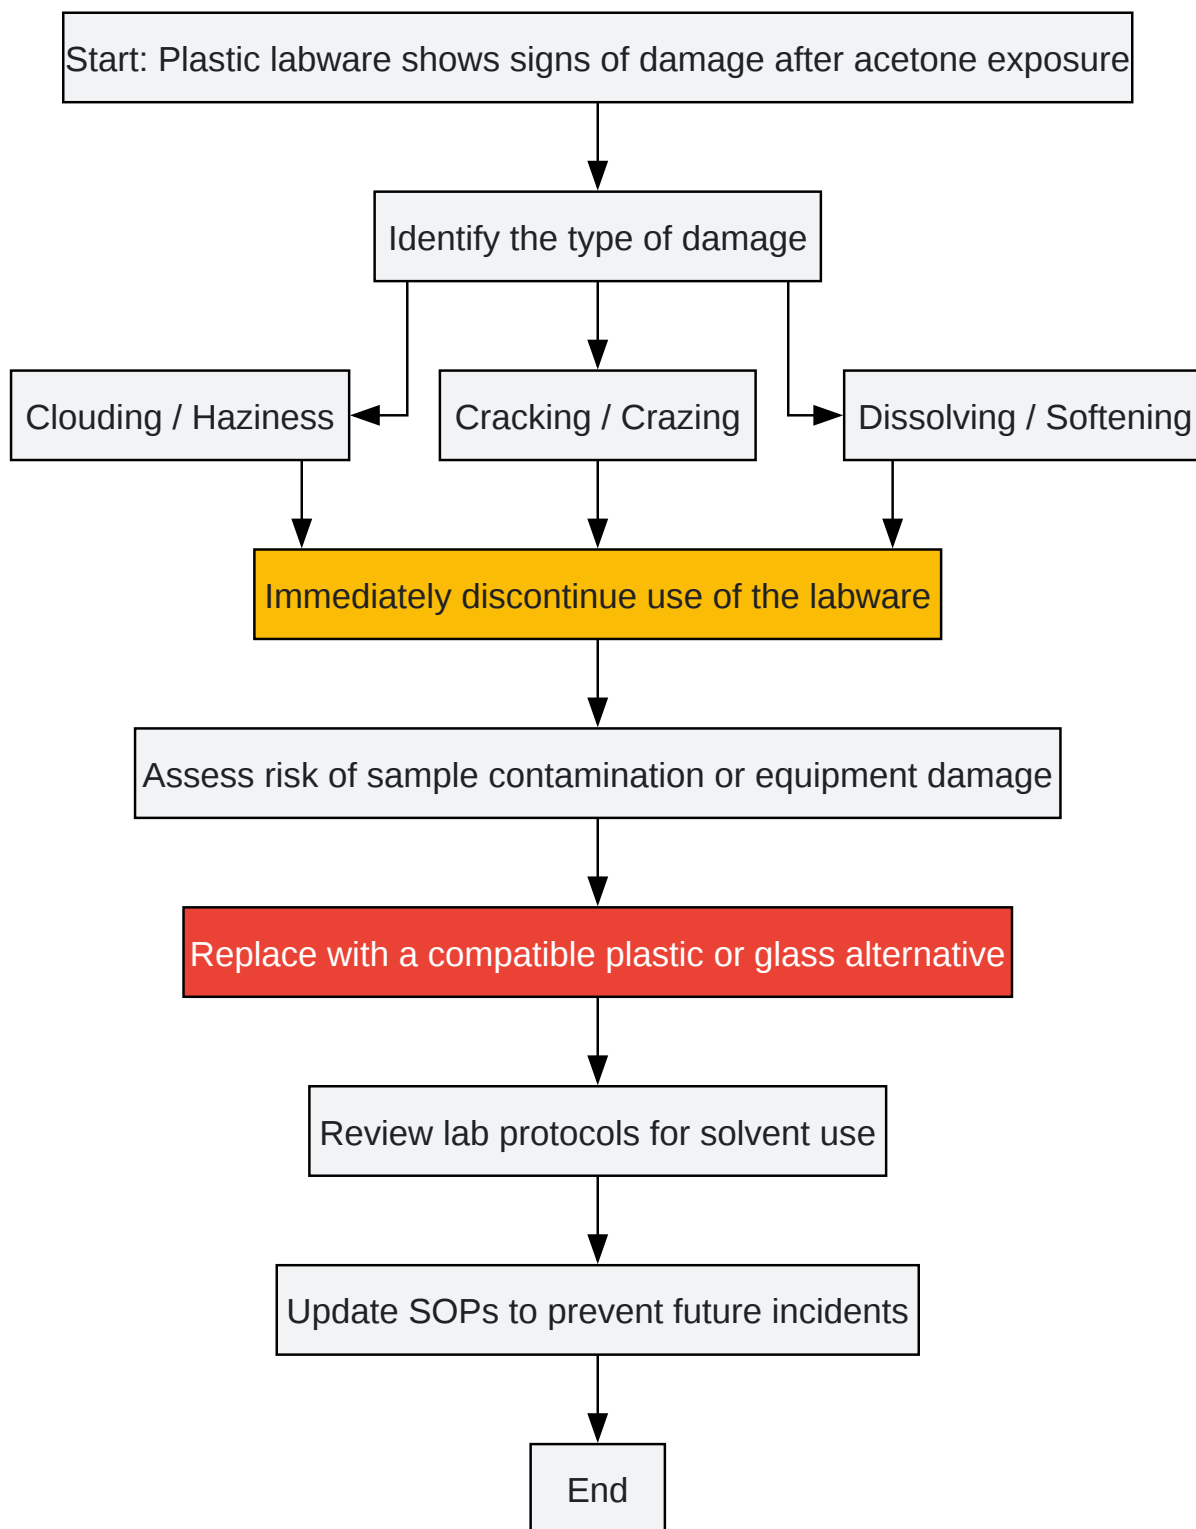 Start: Plastic labware shows signs of damage after acetone exposure
Identify the type of damage
Clouding / Haziness
Cracking / Crazing
Dissolving / Softening
Immediately discontinue use of the labware
Assess risk of sample contamination or equipment damage
Replace with a compatible plastic or glass alternative
Review lab protocols for solvent use
Update SOPs to prevent future incidents
End